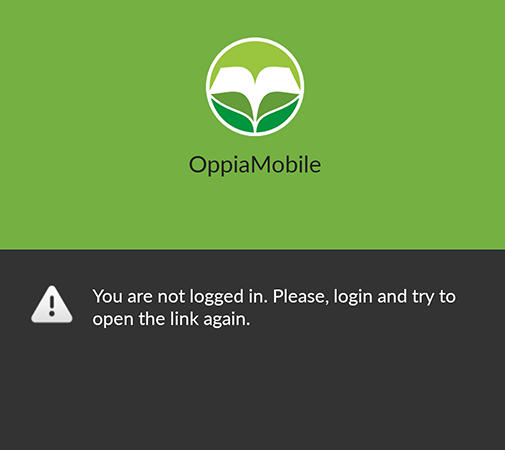 OppiaMobile
You are not logged in. Please, login and try to
open the link again.